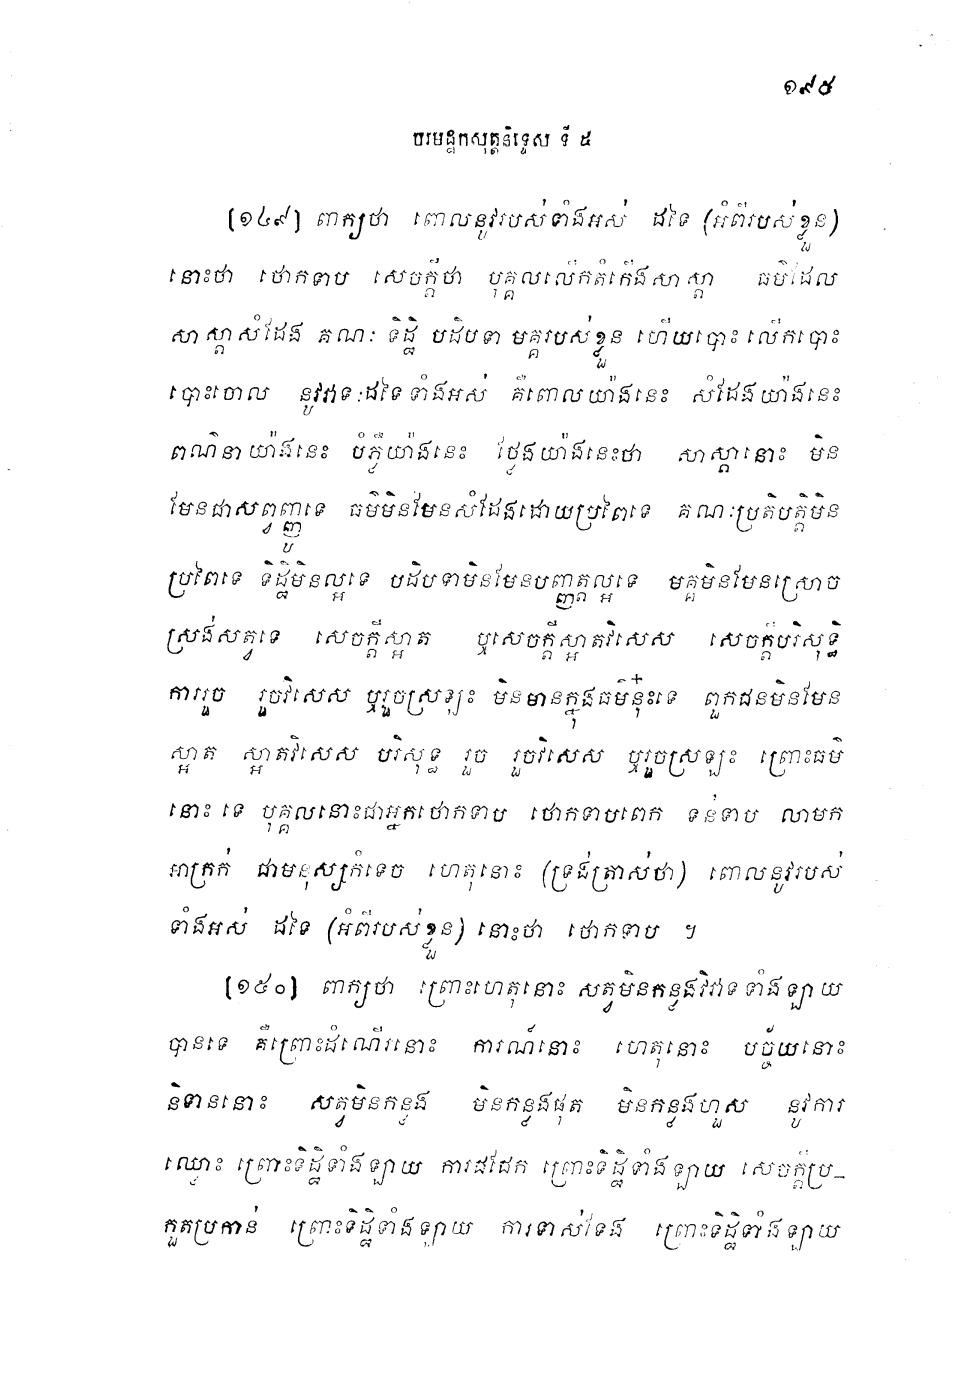 ១៩៥
បរមដ្ឋកសុត្តនិទ្ទេស ទី ៥
[១៤៩] ពាក្យថា ពោលនូវរបស់ទាំងអស់ ដទៃ (អំពីរបស់ខ្លួន)
នោះថា ថោកទាប សេចក្តីថា បុគ្គលលើកតំកើងសាស្តា ធម៌ដែល
សាស្តាសំដែង គណៈ ទិដ្ឋិ បដិបទា មគ្គរបស់ខ្លួន ហើយបោះ លើកបោះ
បោះចោល នូវវាទៈដទៃទាំងអស់ គឺពោលយ៉ាងនេះ សំដែងយ៉ាងនេះ
ពណ៌នាយ៉ាងនេះ បំភ្លឺយ៉ាងនេះ ថ្លែងយ៉ាងនេះថា សាស្តានោះ មិន
មែនជាសព្វញ្ញូទេ ធម៌មិនមែនសំដែងដោយប្រពៃទេ គណៈប្រតិបត្តិមិន
ប្រពៃទេ ទិដ្ឋិមិនល្អទេ បដិបទាមិនមែនបញ្ញត្តល្អទេ មគ្គមិនមែនស្រោច
ស្រង់សត្វទេ សេចក្តីស្អាត ឬសេចក្តីស្អាតវិសេស សេចក្តីបរិសុទ្ធិ
ការរួច រួចវិសេស ឬរួចស្រឡះ មិនមានក្នុងធម៌នុ៎ះទេ ពួកជនមិនមែន
ស្អាត ស្អាតវិសេស បរិសុទ្ធ រួច រួចវិសេស ឬរួចស្រឡះ ព្រោះធម៌
នោះ ទេ បុគ្គលនោះជាអ្នកថោកទាប ថោកទាបពេក ទន់ទាប លាមក
អាក្រក់ ជាមនុស្សកំទេច ហេតុនោះ (ទ្រង់ត្រាស់ថា) ពោលនូវរបស់
ទាំងអស់ ដទៃ (អំពីរបស់ខ្លួន) នោះថា ថោកទាប ។
[១៥០] ពាក្យថា ព្រោះហេតុនោះ សត្វមិនកន្លងវិវាទ ទាំងឡាយ
បានទេ គឺព្រោះដំណើរនោះ ការណ៍នោះ ហេតុនោះ បច្ច័យនោះ
និទាននោះ សត្វមិនកន្លង មិនកន្លងផុត មិនកន្លងហួស នូវការ
ឈ្លោះ ព្រោះទិដ្ឋិទាំងឡាយ ការជជែក ព្រោះទិដ្ឋិទាំងឡាយ សេចក្តីប្រ-
កួតប្រកាន់ ព្រោះទិដ្ឋិទាំងឡាយ ការទាស់ទែង ព្រោះទិដ្ឋិទាំងឡាយ